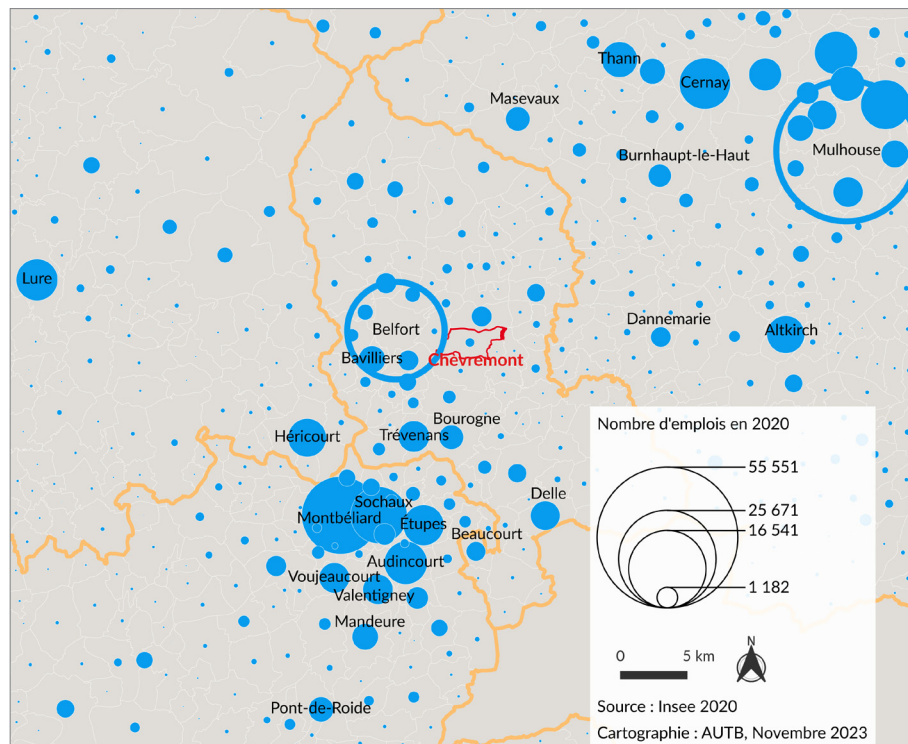 Thann
Cernay
Masevaux
Mulhouse
Burnhaupt-le-Haut
Lure
Dannemarie
Belfort
Altkirch
Bavilliers
Chèvremont
Bourogne
Héricourt
Trévenans
Delle
Sochaux
Montbéliard
Étupes
Beaucourt
Audincourt
Voujeaucourt
Valentigney
Mandeure
Pont-de-Roide
Nombre d'emplois en 2020
55 551
25 671
16 541
1 182
N
0 5 km
Source : Insee 2020
Cartographie : AUTB, Novembre 2023